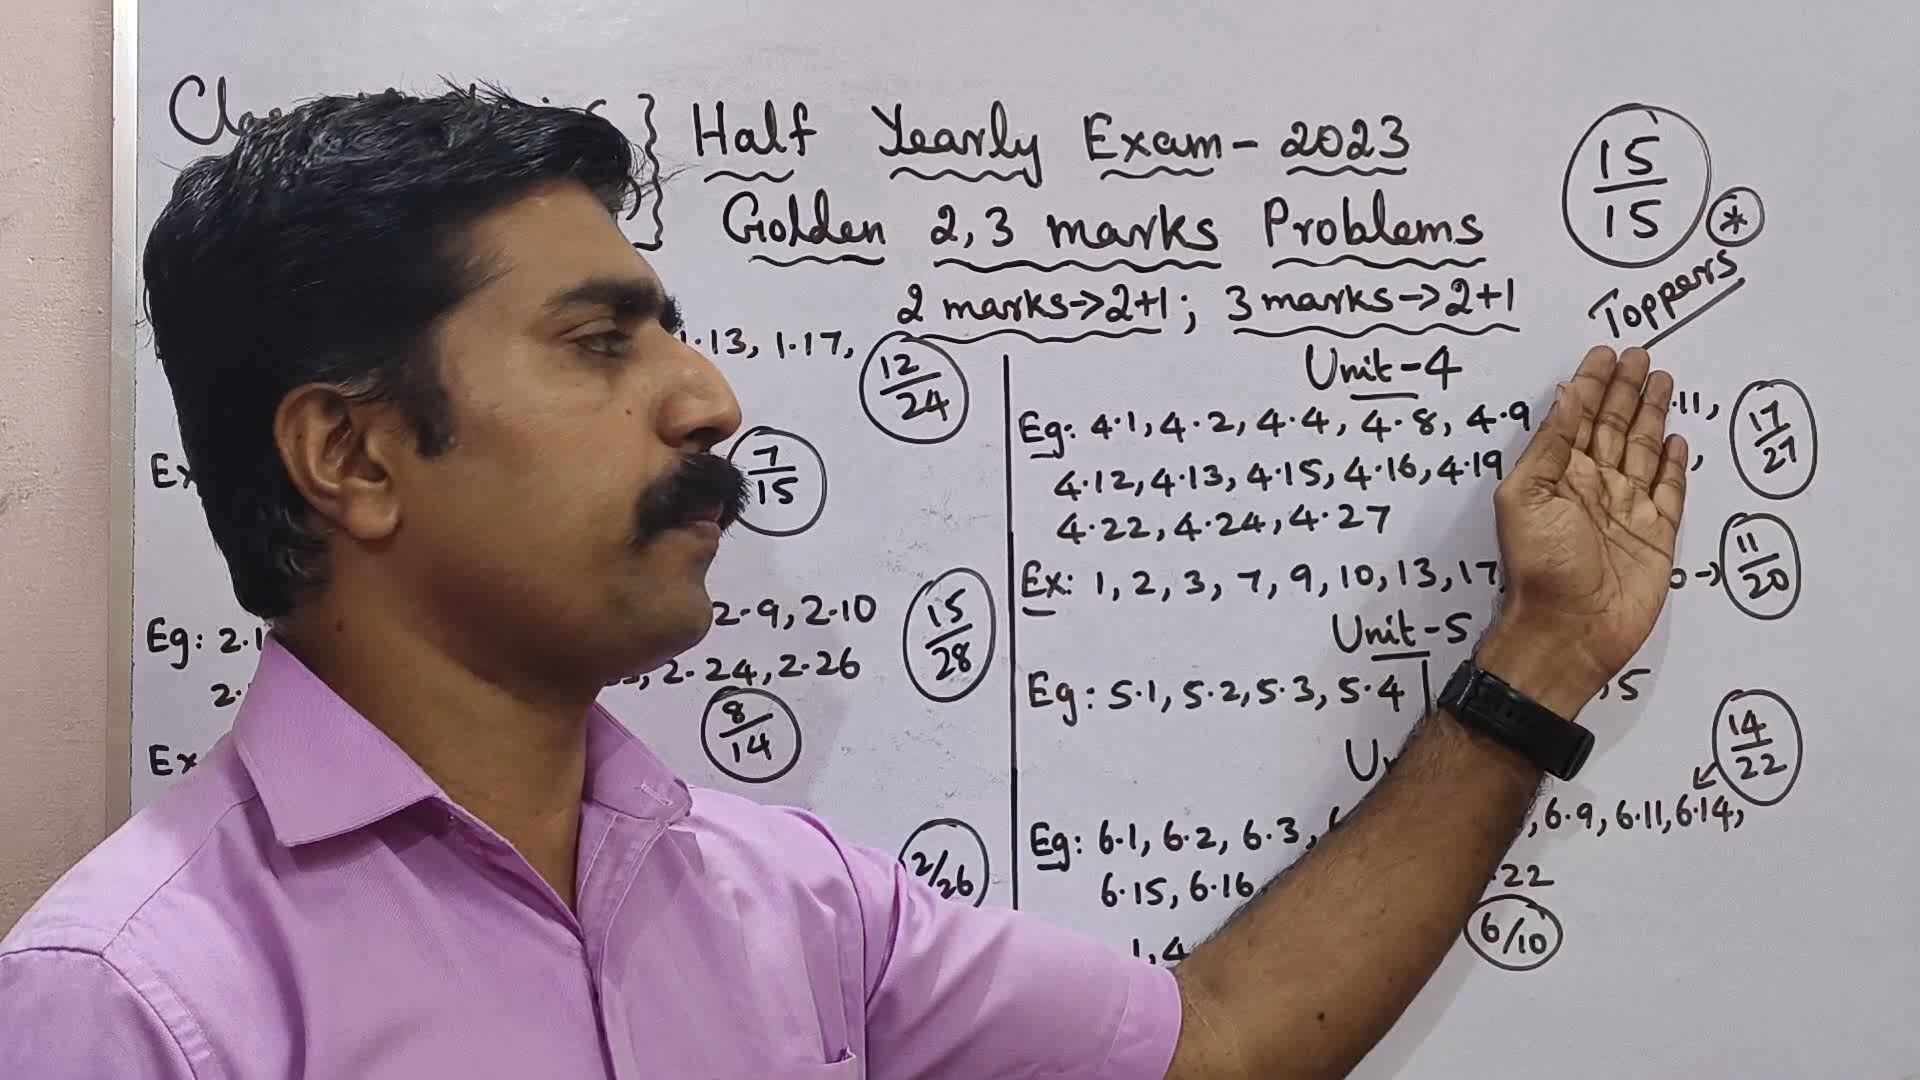 Half Yearly Exam-2023
Golden 2,3 marks Problems
2 marks->2+1; 3 marks->2+1
15/15
*
Toppers
1.13, 1.17,
12/24
Ex
7/15
Eg: 2.1
2-9, 2.10
15/28
2.
2.24, 2.26
8/14
Ex
2/26
Unit-4
Eg: 4.1, 4.2, 4.4, 4.8, 4.9
.11,
17/27
4.12, 4.13, 4.15, 4.16, 4.19
,
4.22, 4.24, 4.27
Ex: 1, 2, 3, 7, 9, 10, 13, 17,
0->
11/20
Unit-5
Eg: 5.1, 5.2, 5.3, 5.4
, 5
14/22
Eg: 6.1, 6.2, 6.3,
, 6.9, 6.11, 6.14,
6.15, 6.16
.22
1, 4
6/10